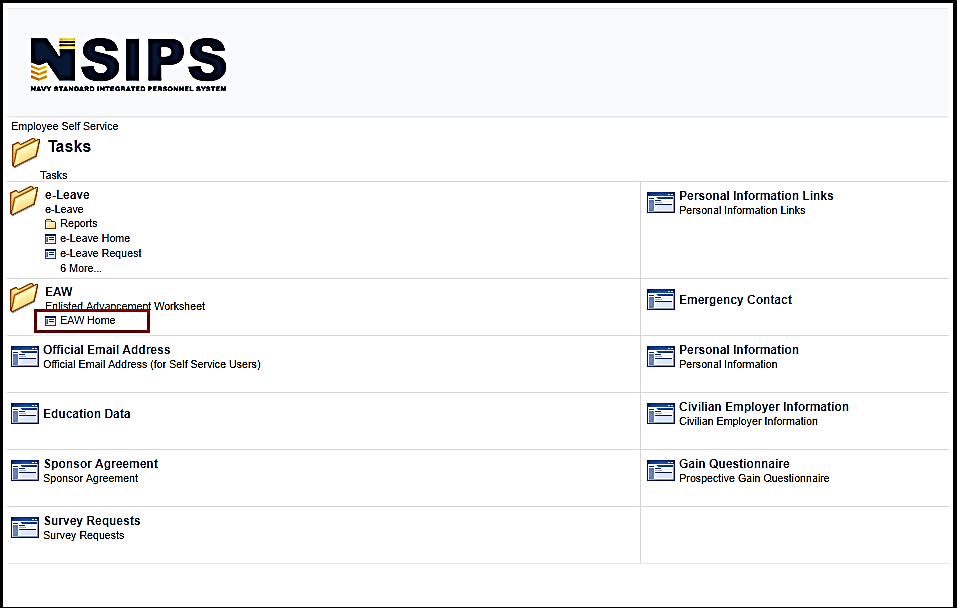 NSIPS
NAVY STANDARD INTEGRATED PERSONNEL SYSTEM
Employee Self Service
Tasks
Tasks
e-Leave
e-Leave
Reports
e-Leave Home
e-Leave Request
6 More...
Personal Information Links
Personal Information Links
EAW
Enlisted Advancement Worksheet
EAW Home
Emergency Contact
Official Email Address
Official Email Address (for Self Service Users)
Personal Information
Personal Information
Education Data
Civilian Employer Information
Civilian Employer Information
Sponsor Agreement
Sponsor Agreement
Gain Questionnaire
Prospective Gain Questionnaire
Survey Requests
Survey Requests